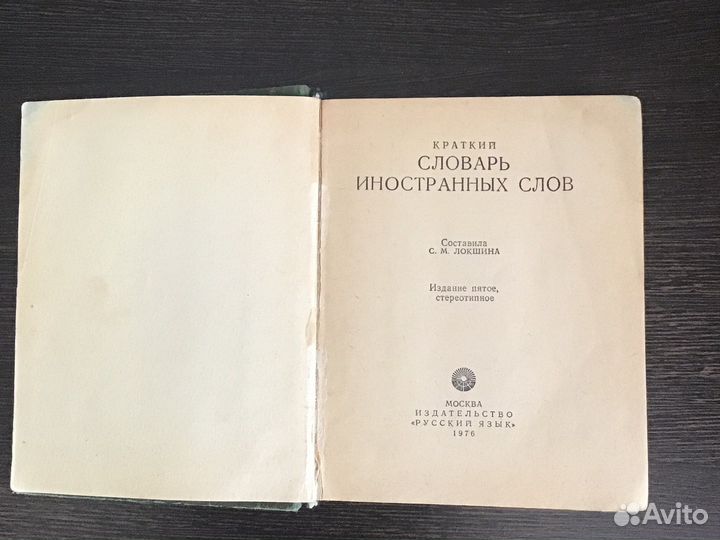 КРАТКИЙ
СЛОВАРЬ
ИНОСТРАННЫХ СЛОВ
Составила
С. М. ЛОКШИНА
Издание пятое,
стереотипное
МОСКВА
ИЗДАТЕЛЬСТВО
«РУССКИЙ ЯЗЫК»
1976
Avito